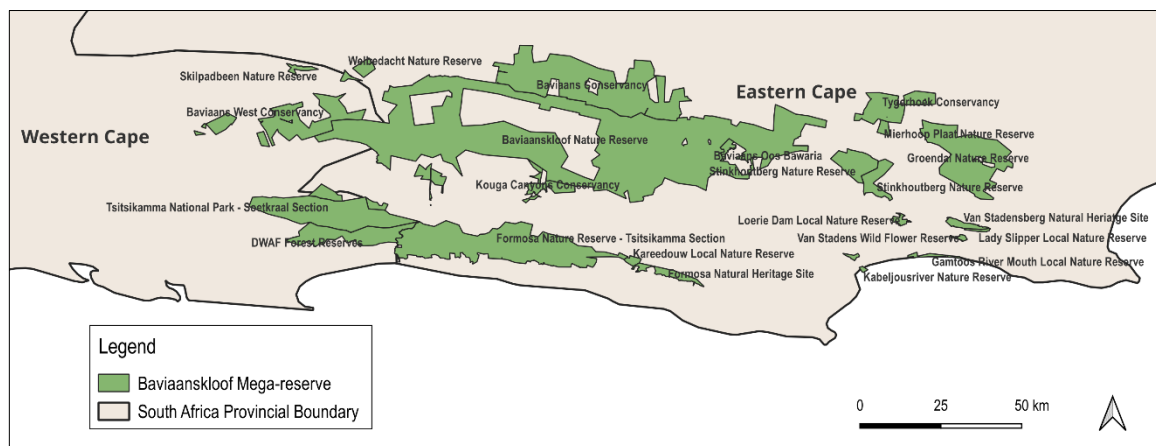 Welbedacht Nature Reserve
Skilpadbeen Nature Reserve
Baviaans Conservancy
Eastern Cape
Tygerhoek Conservancy
Baviaans West Conservancy
Western Cape
Mierhoop Plaat Nature Reserve
Baviaanskloof Nature Reserve
Baviaans Oos Bawaria
Groendal Nature Reserve
Stinkhoutberg Nature Reserve
Kouga Canyons Conservancy
Stinkhoutberg Nature Reserve
Tsitsikamma National Park - Soetkraal Section
Loerie Dam Local Nature Reserve
Van Stadensberg Natural Heriatge Site
DWAF Forest Reserves
Formosa Nature Reserve - Tsitsikamma Section
Van Stadens Wild Flower Reserve
Lady Slipper Local Nature Reserve
Kareedouw Local Nature Reserve
Gamtoos River Mouth Local Nature Reserve
Formosa Natural Heritage Site
Kabeljousriver Nature Reserve
Legend
Baviaanskloof Mega-reserve
South Africa Provincial Boundary
0 25 50 km